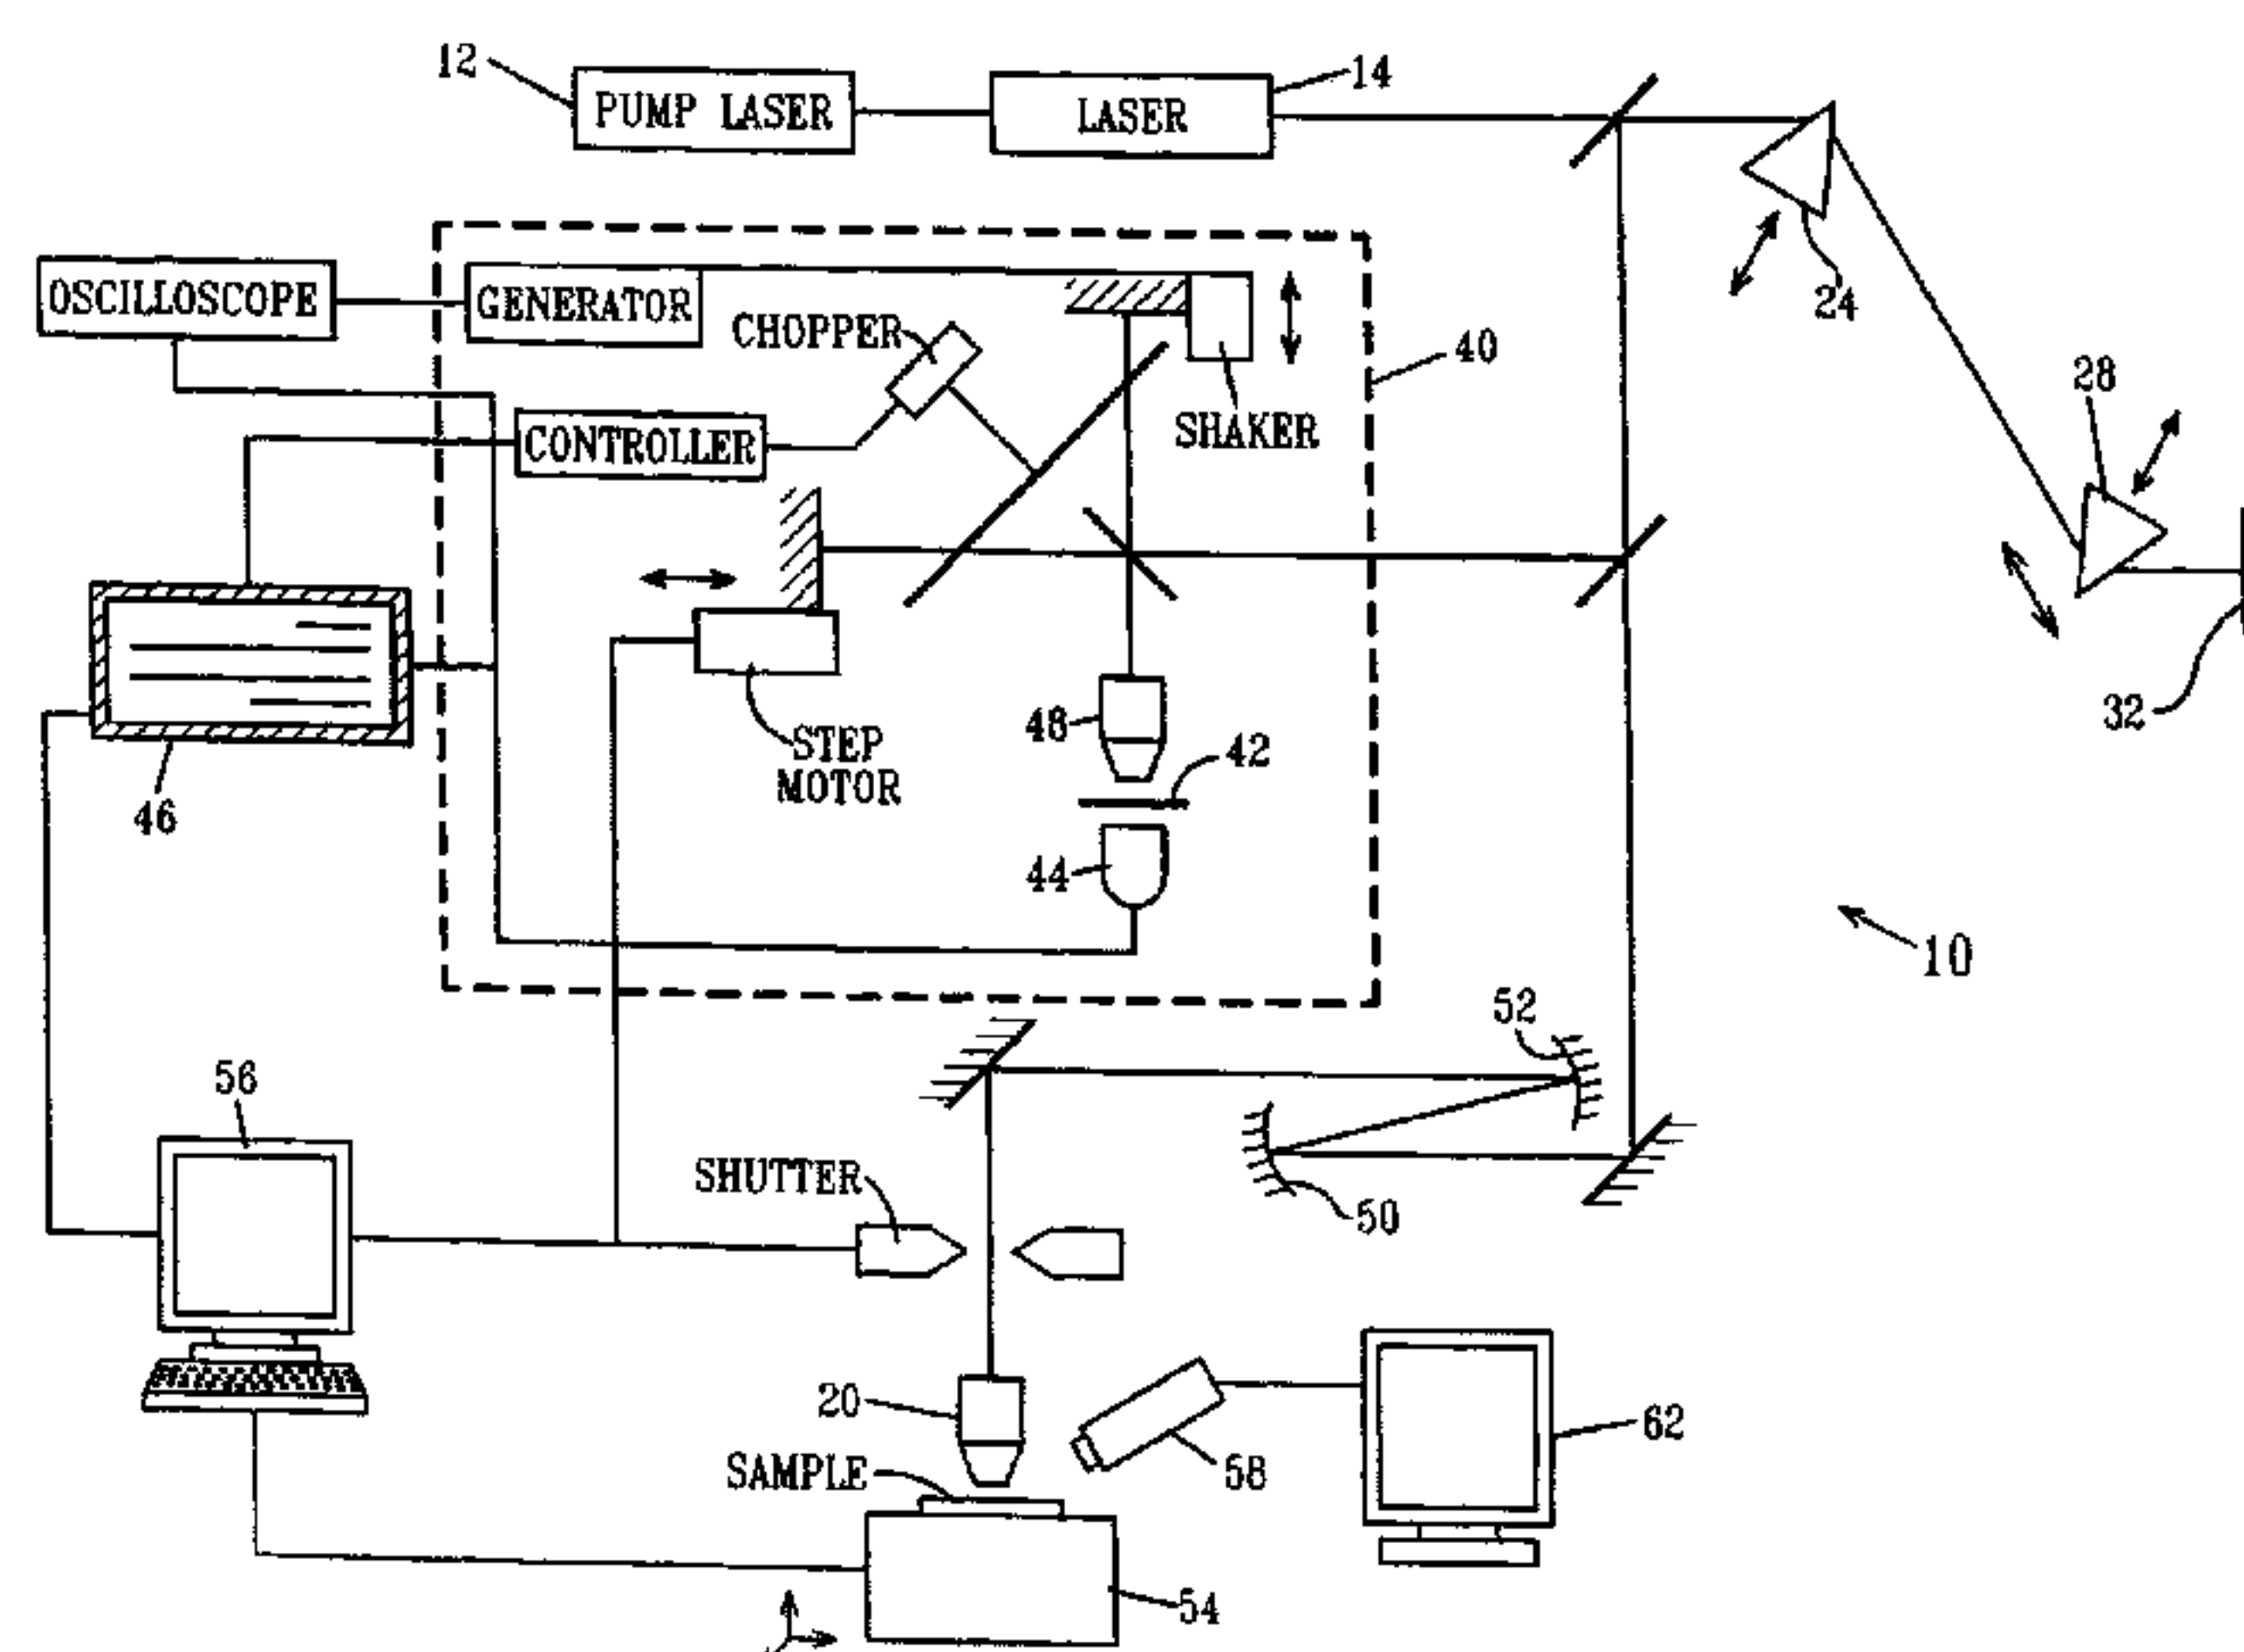 12
PUMP LASER
LASER
14
OSCILLOSCOPE
GENERATOR
CHOPPER
24
40
28
SHAKER
CONTROLLER
48
STEP
MOTOR
42
32
46
44
10
52
56
SHUTTER
50
20
62
SAMPLE
58
54